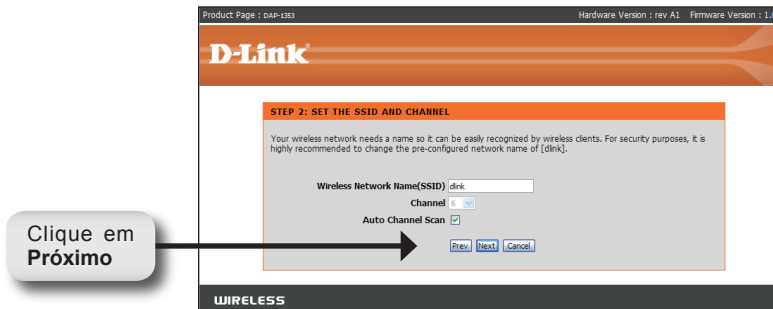 Product Page : DAP-1353 Hardware Version : rev A1 Firmware Version : 1.
D-Link
STEP 2: SET THE SSID AND CHANNEL
Your wireless network needs a name so it can be easily recognized by wireless clients. For security purposes, it is
highly recommended to change the pre-configured network name of [dlink].
Wireless Network Name(SSID) dlink
Channel 6
Auto Channel Scan
Prev Next Cancel
Clique em
Próximo
WIRELESS